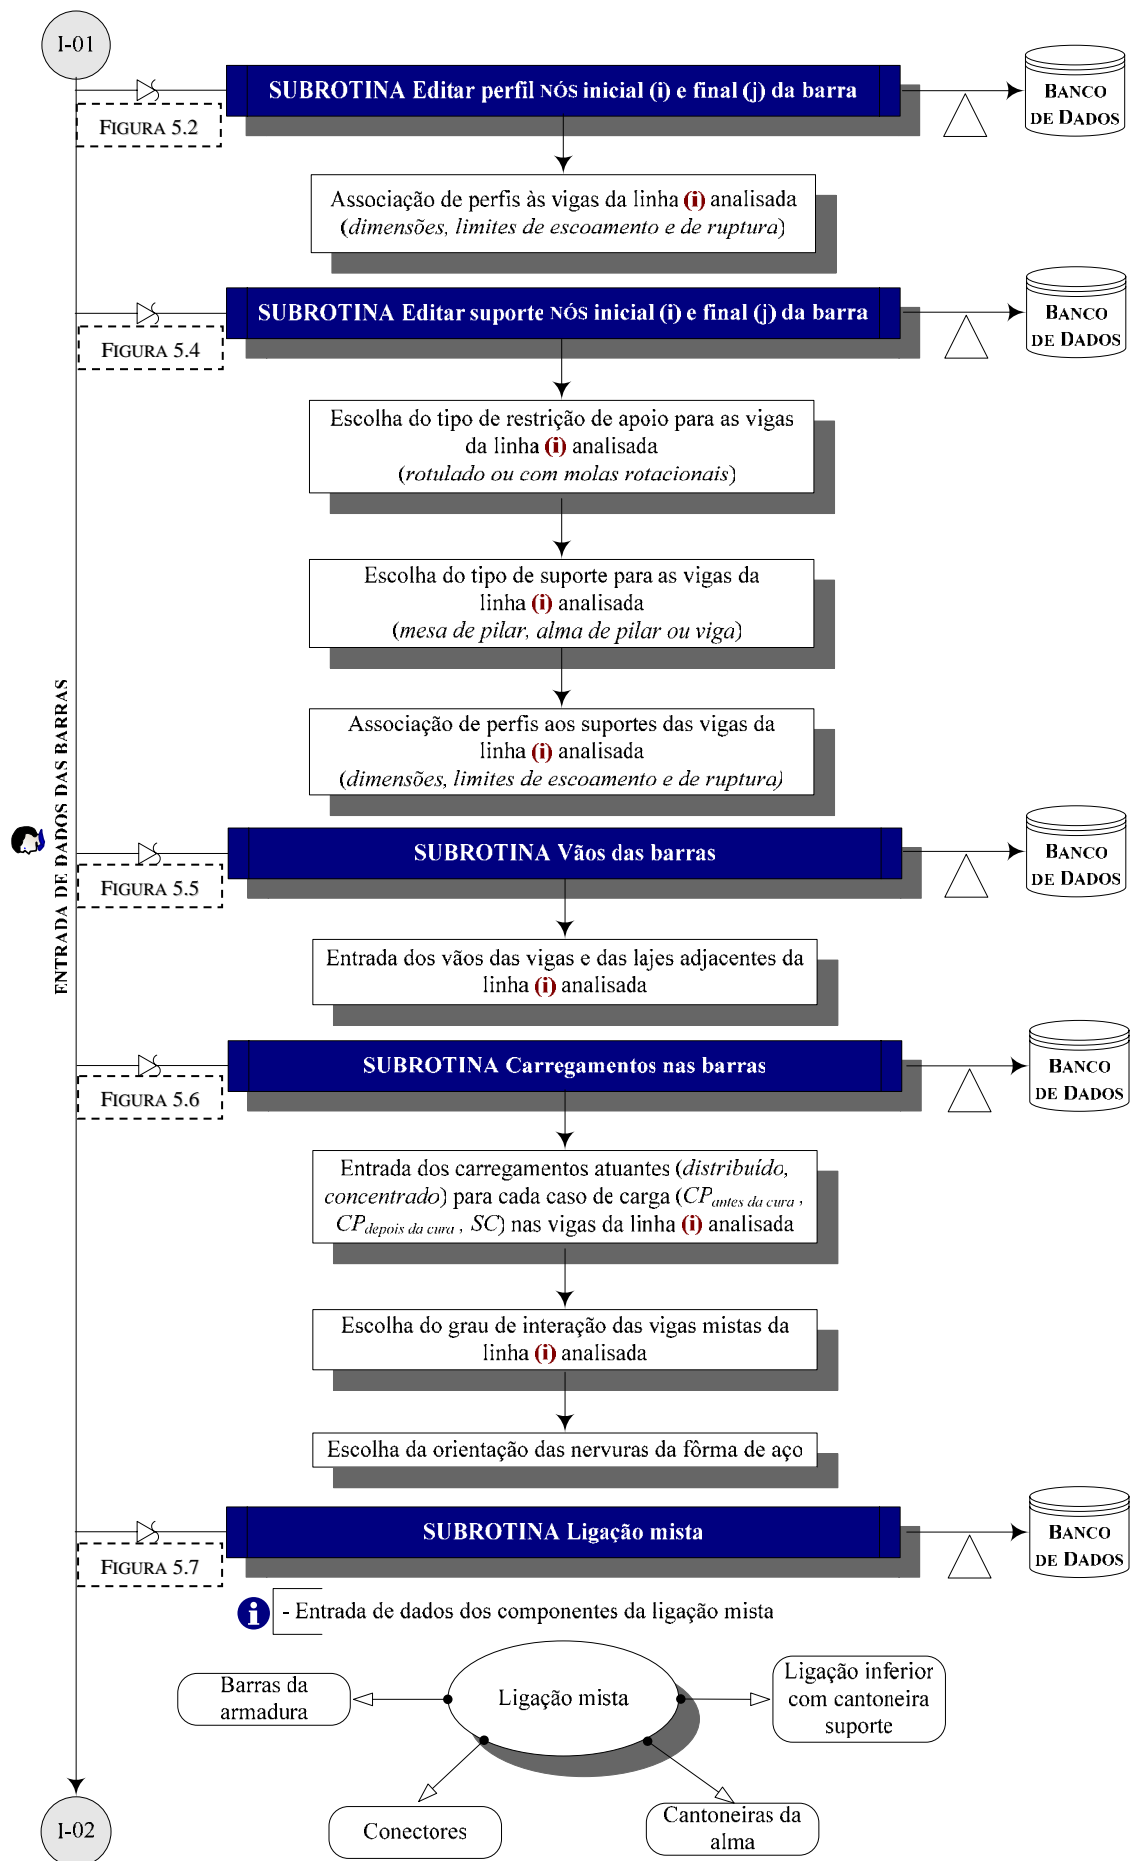 I-01
SUBROTINA Editar perfil NÓS inicial (i) e final (j) da barra
BANCO
DE DADOS
FIGURA 5.2
Associação de perfis às vigas da linha (i) analisada
(dimensões, limites de escoamento e de ruptura)
SUBROTINA Editar suporte NÓS inicial (i) e final (j) da barra
BANCO
DE DADOS
FIGURA 5.4
Escolha do tipo de restrição de apoio para as vigas
da linha (i) analisada
(rotulado ou com molas rotacionais)
Escolha do tipo de suporte para as vigas da
linha (i) analisada
(mesa de pilar, alma de pilar ou viga)
Associação de perfis aos suportes das vigas da
linha (i) analisada
(dimensões, limites de escoamento e de ruptura)
ENTRADA DE DADOS DAS BARRAS
SUBROTINA Vãos das barras
BANCO
DE DADOS
FIGURA 5.5
Entrada dos vãos das vigas e das lajes adjacentes da
linha (i) analisada
SUBROTINA Carregamentos nas barras
BANCO
DE DADOS
FIGURA 5.6
Entrada dos carregamentos atuantes (distribuído,
concentrado) para cada caso de carga (CP antes da cura ,
CP depois da cura , SC) nas vigas da linha (i) analisada
Escolha do grau de interação das vigas mistas da
linha (i) analisada
Escolha da orientação das nervuras da fôrma de aço
SUBROTINA Ligação mista
BANCO
DE DADOS
FIGURA 5.7
i - Entrada de dados dos componentes da ligação mista
Barras da
armadura
Ligação mista
Ligação inferior
com cantoneira
suporte
Conectores
Cantoneiras da
alma
I-02